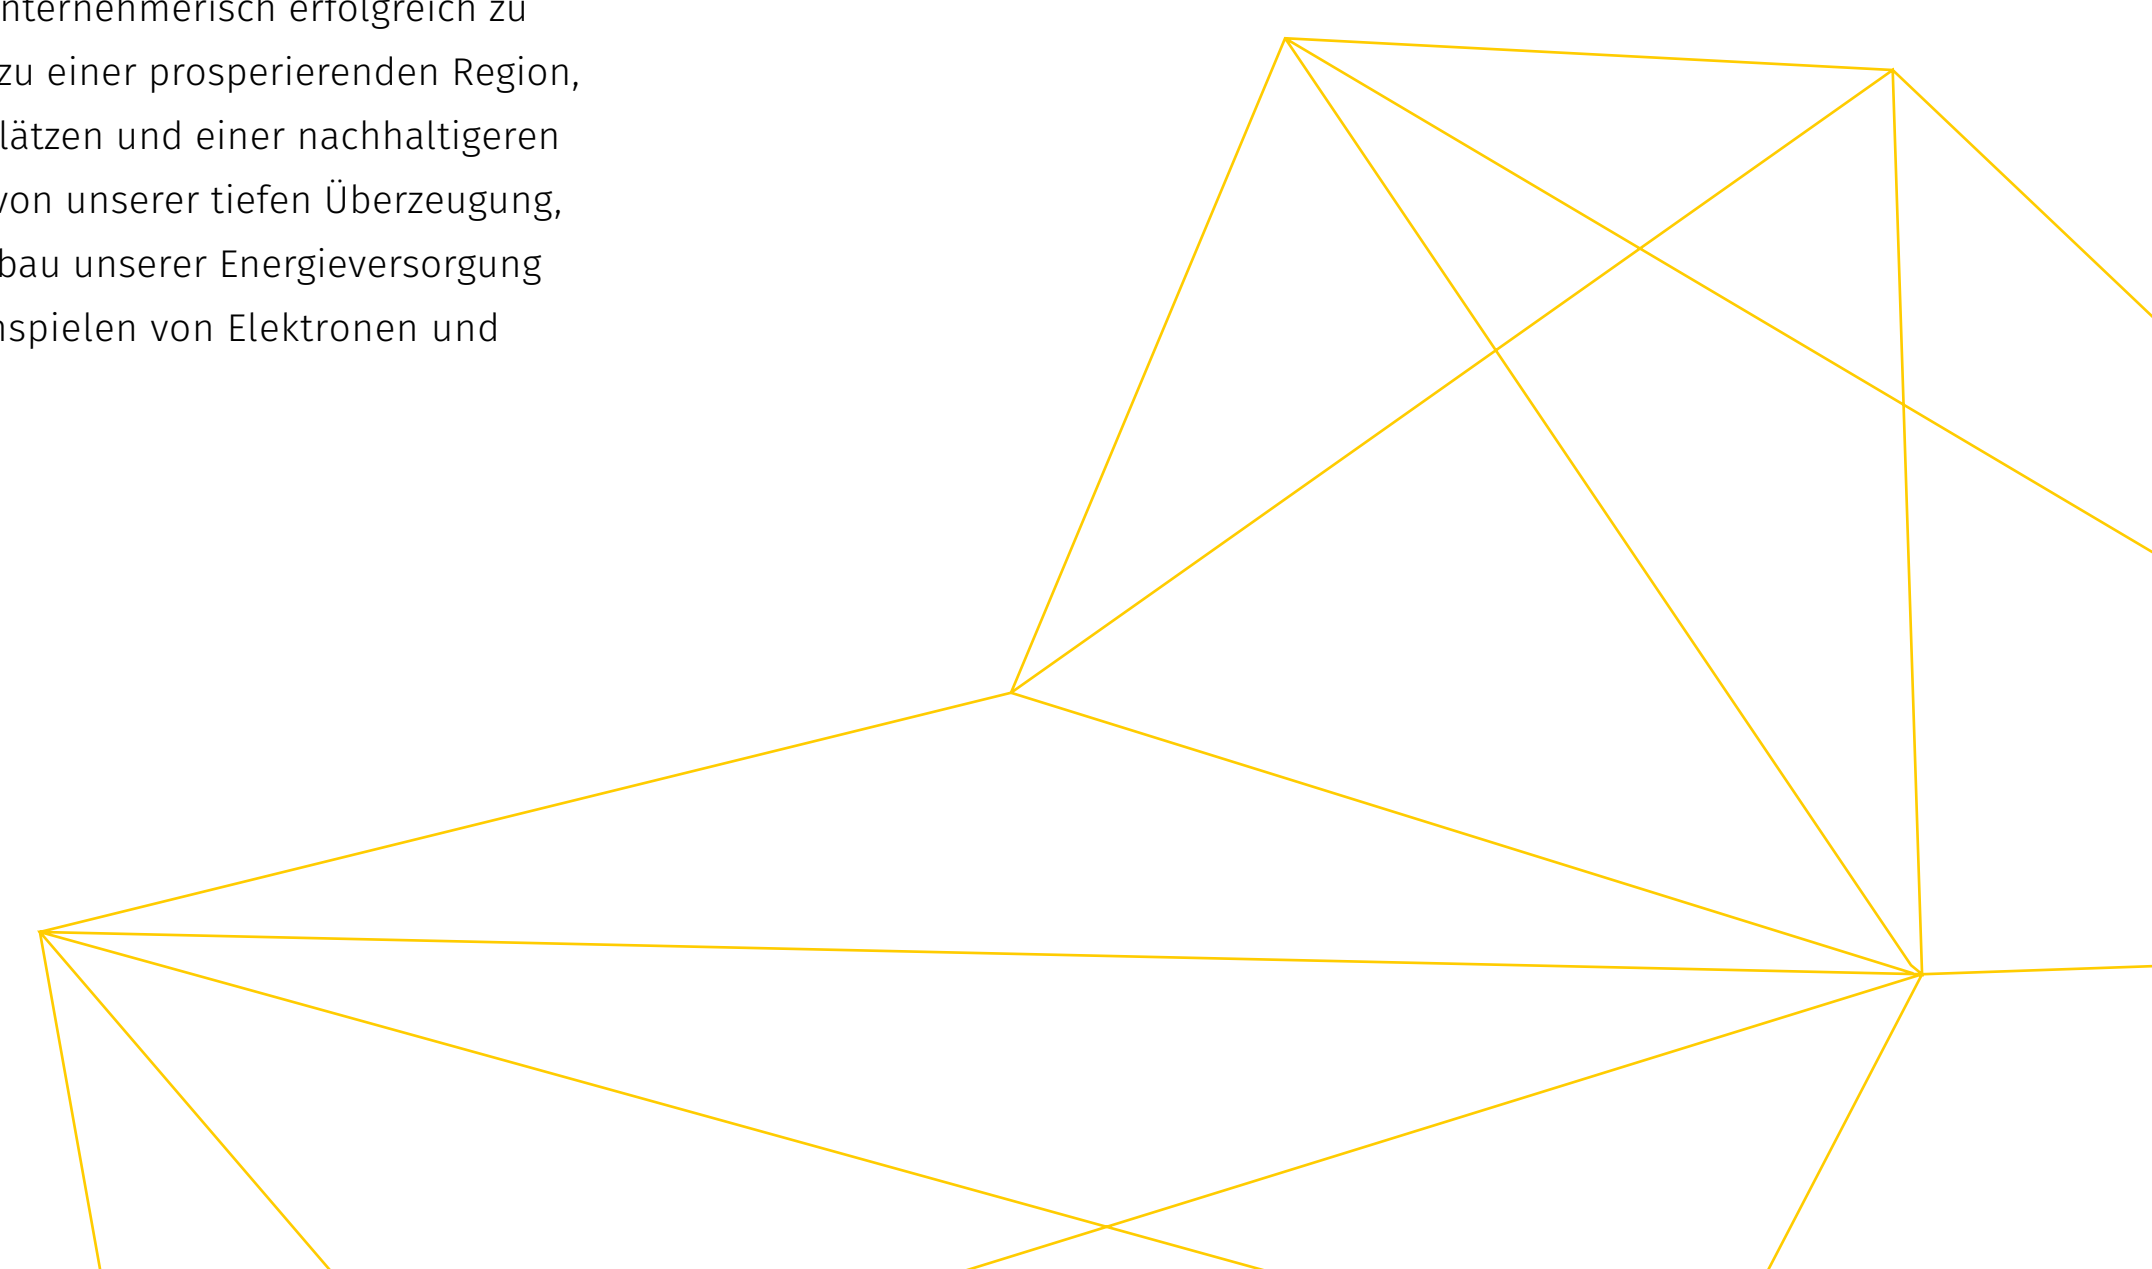 nternehmerisch erfolgreich zu
zu einer prosperierenden Region,
lätzen und einer nachhaltigeren
von unserer tiefen Überzeugung,
bau unserer Energieversorgung
nspielen von Elektronen und